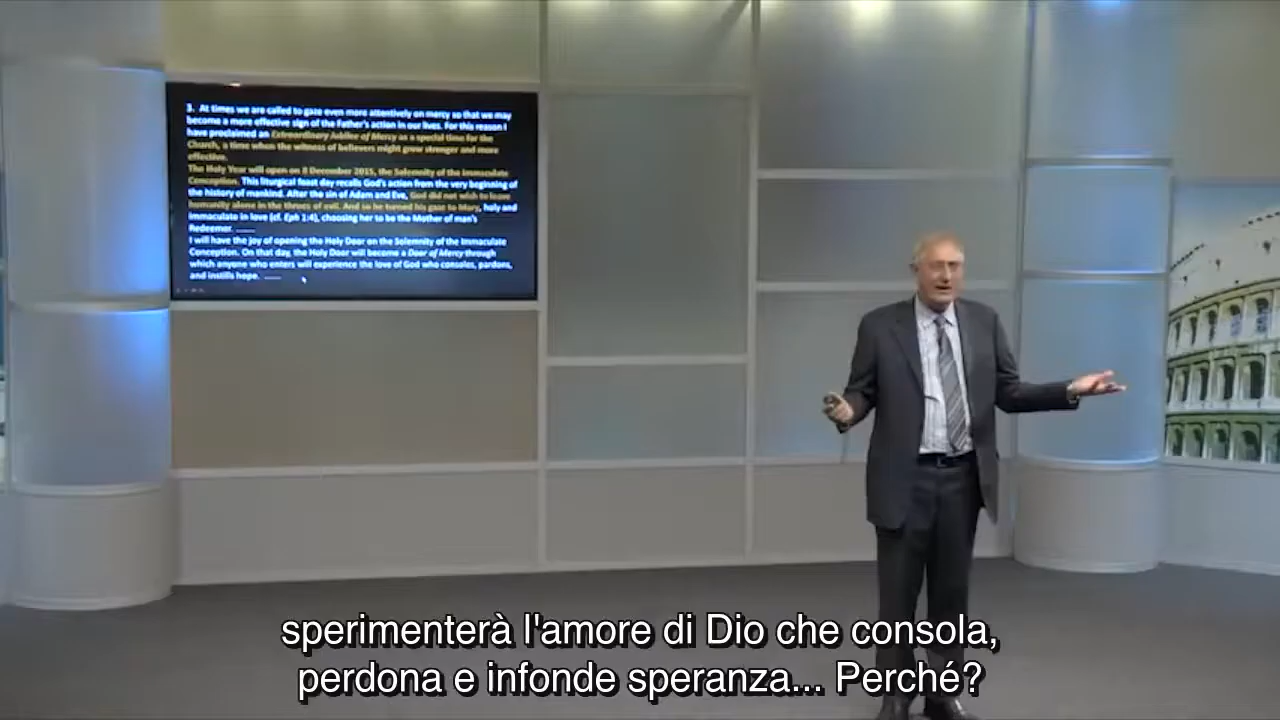 3. At times we are called to gaze even more attentively on mercy so that we may
become a more effective sign of the Father's action in our lives. For this reason I
have proclaimed an Extraordinary Jubilee of Mercy as a special time for the
Church, a time when the witness of believers might grow stronger and more
effective.
The Holy Year will open on 8 December 2015, the Solemnity of the Immaculate
Conception. This liturgical feast day recalls God's action from the very beginning of
the history of mankind. After the sin of Adam and Eve, God did not wish to leave
humanity alone in the throes of evil. And so he turned his gaze to Mary, holy and
immaculate in love (cf. Eph 1:4), choosing her to be the Mother of man's
Redeemor. ......
I will have the joy of opening the Holy Door on the Solemnity of the Immaculate
Conception. On that day, the Holy Door will become a Door of Mercy through
which anyone who enters will experience the love of God who consoles, pardons,
and instills hope. ......
sperimenterà l'amore di Dio che consola,
perdona e infonde speranza... Perché?